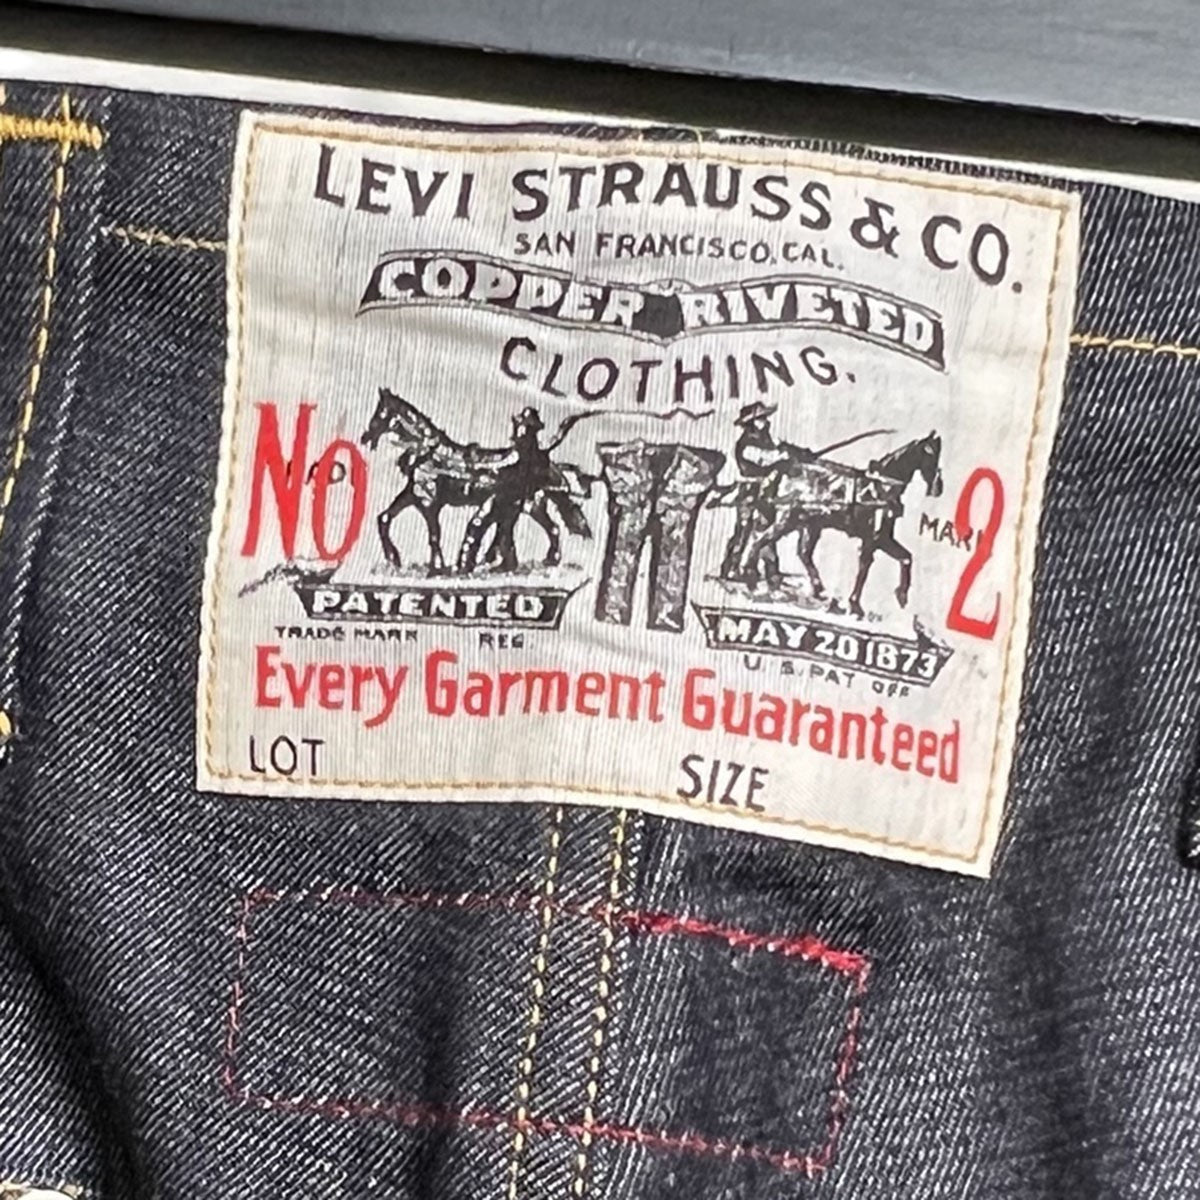 LEVI STRAUSS & CO.
SAN FRANCISCO, CAL.
COPPER RIVETED
CLOTHING.
No 2
MARK
PATENTED MAY 20 1873
TRADE MARK REG. U.S. PAT OFF
Every Garment Guaranteed
LOT SIZE